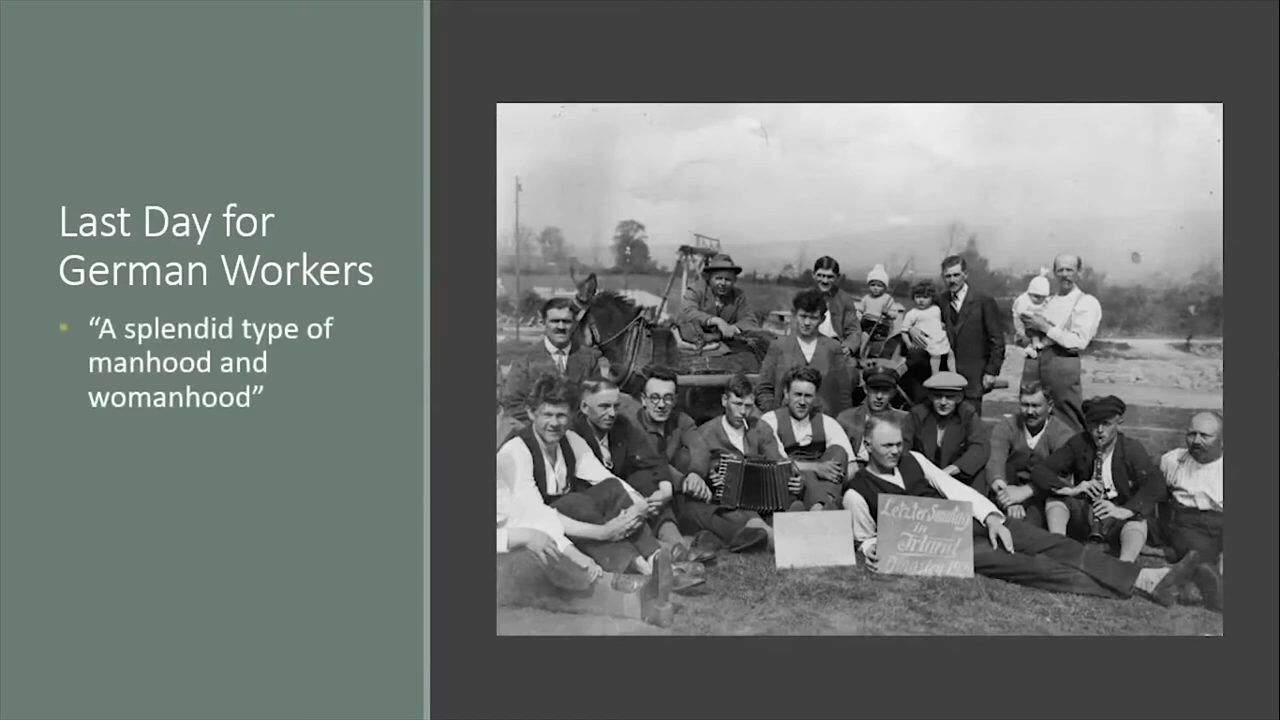 Last Day for
German Workers
“A splendid type of
manhood and
womanhood”
Letzter Sonntag
in
Irland